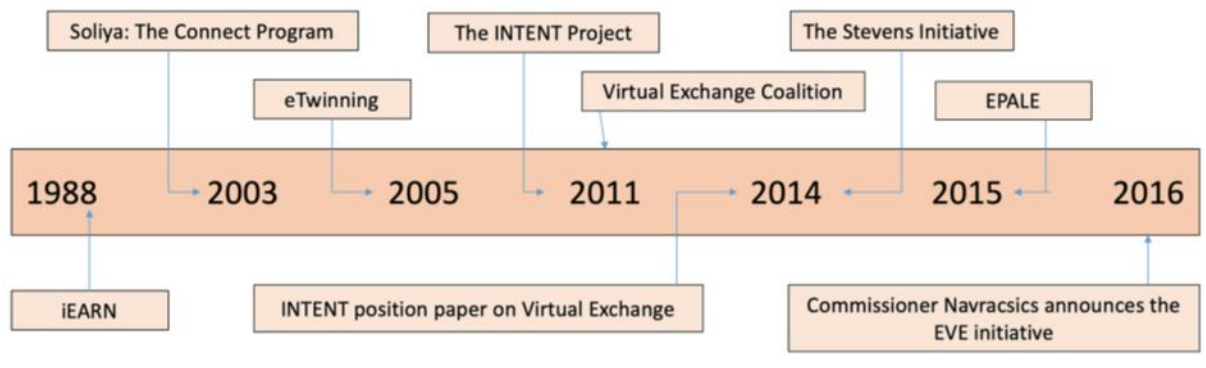 Soliya: The Connect Program
The INTENT Project
The Stevens Initiative
eTwinning
Virtual Exchange Coalition
EPALE
1988 2003 2005 2011 2014 2015 2016
iEARN
INTENT position paper on Virtual Exchange
Commissioner Navracsics announces the
EVE initiative